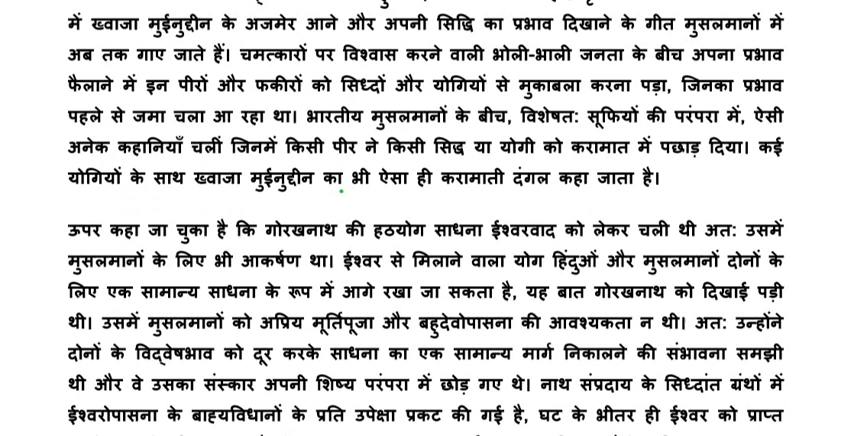 में ख्वाजा मुईनुद्दीन के अजमेर आने और अपनी सिद्धि का प्रभाव दिखाने के गीत मुसलमानों में
अब तक गाए जाते हैं। चमत्कारों पर विश्वास करने वाली भोली-भाली जनता के बीच अपना प्रभाव
फैलाने में इन पीरों और फकीरों को सिध्दों और योगियों से मुकाबला करना पड़ा, जिनका प्रभाव
पहले से जमा चला आ रहा था। भारतीय मुसलमानों के बीच, विशेषत: सूफियों की परंपरा में, ऐसी
अनेक कहानियाँ चलीं जिनमें किसी पीर ने किसी सिद्ध या योगी को करामात में पछाड़ दिया। कई
योगियों के साथ ख्वाजा मुईनुद्दीन का भी ऐसा ही करामाती दंगल कहा जाता है।
ऊपर कहा जा चुका है कि गोरखनाथ की हठयोग साधना ईश्वरवाद को लेकर चली थी अत: उसमें
मुसलमानों के लिए भी आकर्षण था। ईश्वर से मिलाने वाला योग हिंदुओं और मुसलमानों दोनों के
लिए एक सामान्य साधना के रूप में आगे रखा जा सकता है, यह बात गोरखनाथ को दिखाई पड़ी
थी। उसमें मुसलमानों को अप्रिय मूर्तिपूजा और बहुदेवोपासना की आवश्यकता न थी। अत: उन्होंने
दोनों के विद्वेषभाव को दूर करके साधना का एक सामान्य मार्ग निकालने की संभावना समझी
थी और वे उसका संस्कार अपनी शिष्य परंपरा में छोड़ गए थे। नाथ संप्रदाय के सिध्दांत ग्रंथों में
ईश्वरोपासना के बाह्यविधानों के प्रति उपेक्षा प्रकट की गई है, घट के भीतर ही ईश्वर को प्राप्त